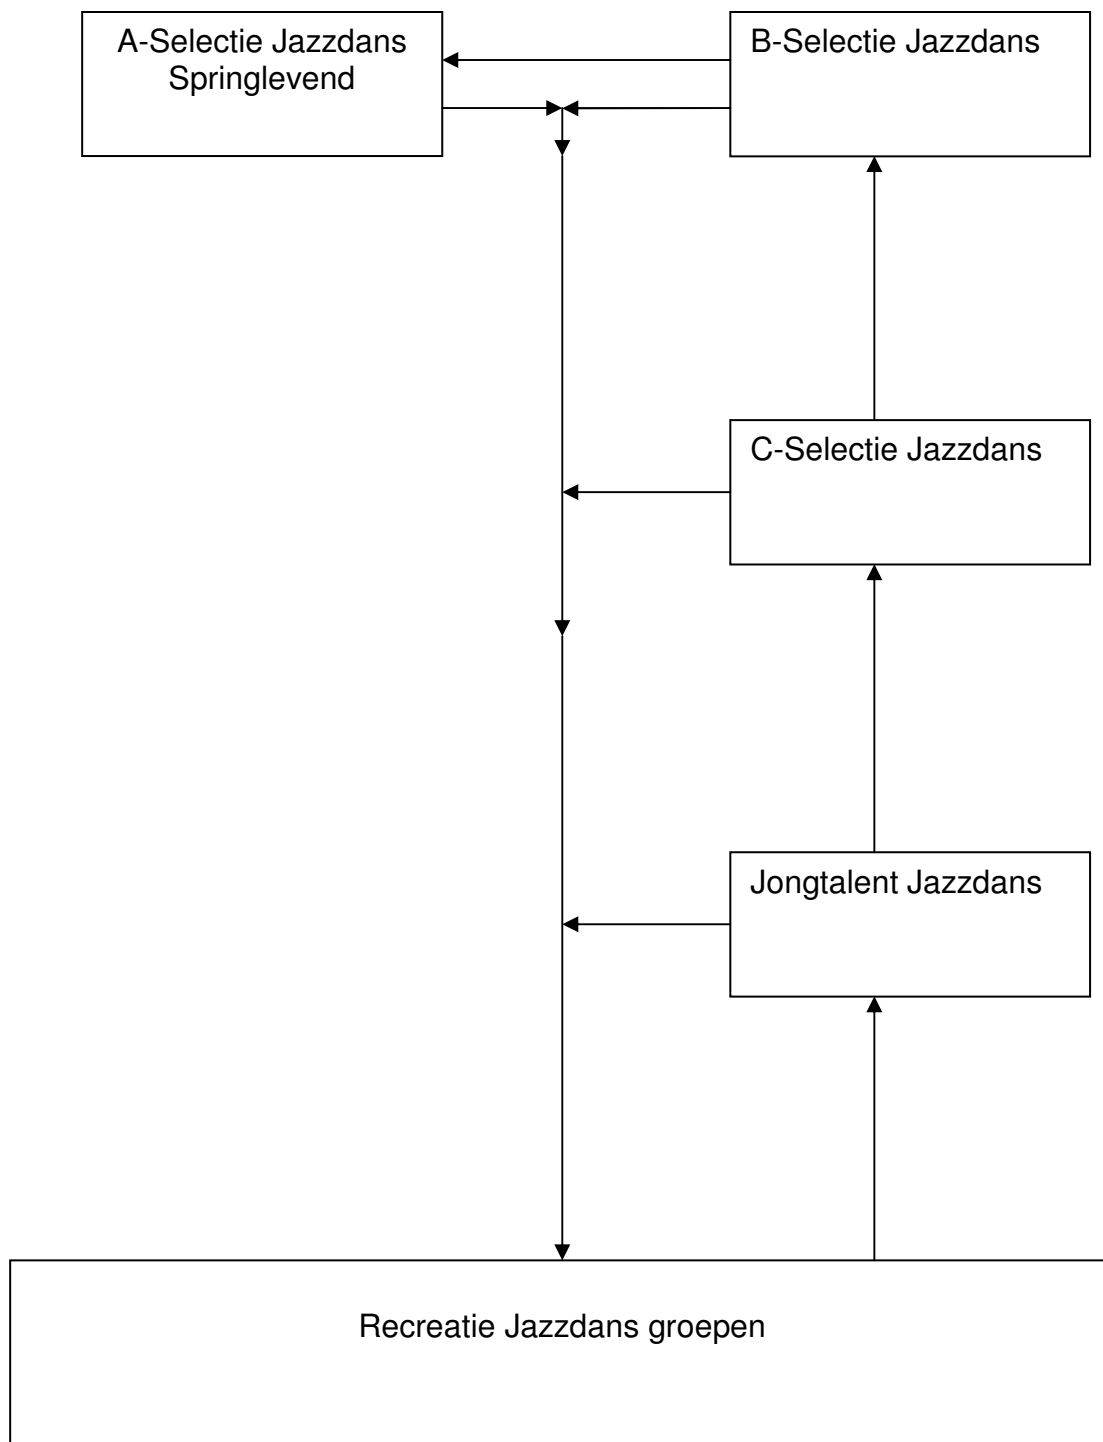 A-Selectie Jazzdans
Springlevend
B-Selectie Jazzdans
C-Selectie Jazzdans
Jongtalent Jazzdans
Recreatie Jazzdans groepen